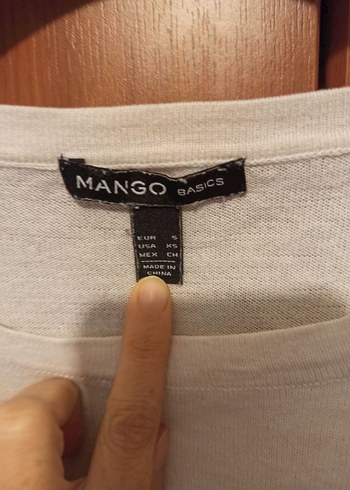 MANGO BASICS
EUR S
USA XS
MEX CH
MADE IN
CHINA